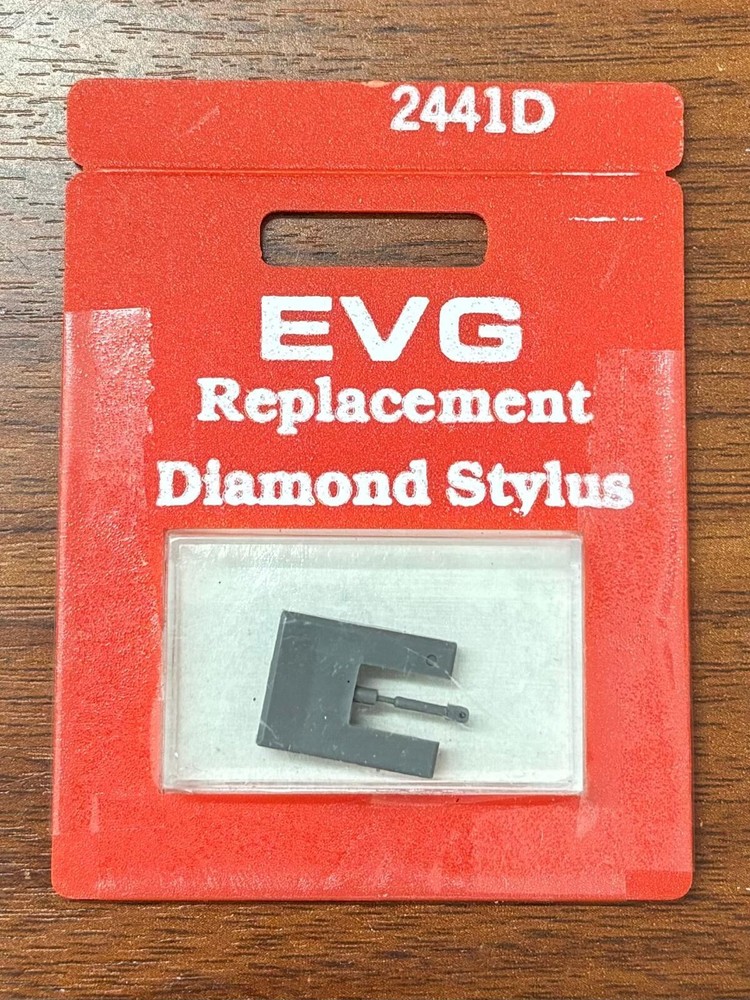 2441D
EVG
Replacement
Diamond Stylus